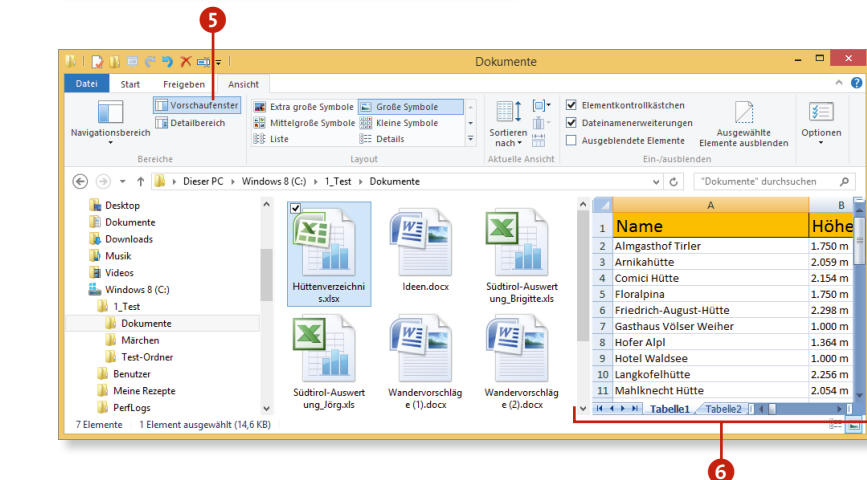 5
Dokumente
Datei Start Freigeben Ansicht
Navigationsbereich
Vorschaufenster
Detailbereich
Bereiche
Extra große Symbole Große Symbole
Mittelgroße Symbole Kleine Symbole
Liste Details
Layout
Sortieren
nach
Aktuelle Ansicht
Elementkontrollkästchen
Dateinamenerweiterungen
Ausgeblendete Elemente
Ausgewählte
Elemente ausblenden
Ein-/ausblenden
Optionen
Dieser PC Windows 8 (C:) 1_Test Dokumente
"Dokumente" durchsuchen
Desktop
Dokumente
Downloads
Musik
Videos
Windows 8 (C:)
1_Test
Dokumente
Märchen
Test-Ordner
Benutzer
Meine Rezepte
PerfLogs
Hüttenverzeichni
s.xlsx
Ideen.docx
Südtirol-Auswert
ung_Brigitte.xls
Südtirol-Auswert
ung_Jörg.xls
Wandervorschläg
e (1).docx
Wandervorschläg
e (2).docx
A B
1 Name Höhe
2 Almgasthof Tirler 1.750 m
3 Arnikahütte 2.059 m
4 Comici Hütte 2.154 m
5 Floralpina 1.750 m
6 Friedrich-August-Hütte 2.298 m
7 Gasthaus Völser Weiher 1.000 m
8 Hofer Alpl 1.364 m
9 Hotel Waldsee 1.000 m
10 Langkofelhütte 2.256 m
11 Mahlknecht Hütte 2.054 m
Tabelle1 Tabelle2
7 Elemente 1 Element ausgewählt (14,6 KB)
6